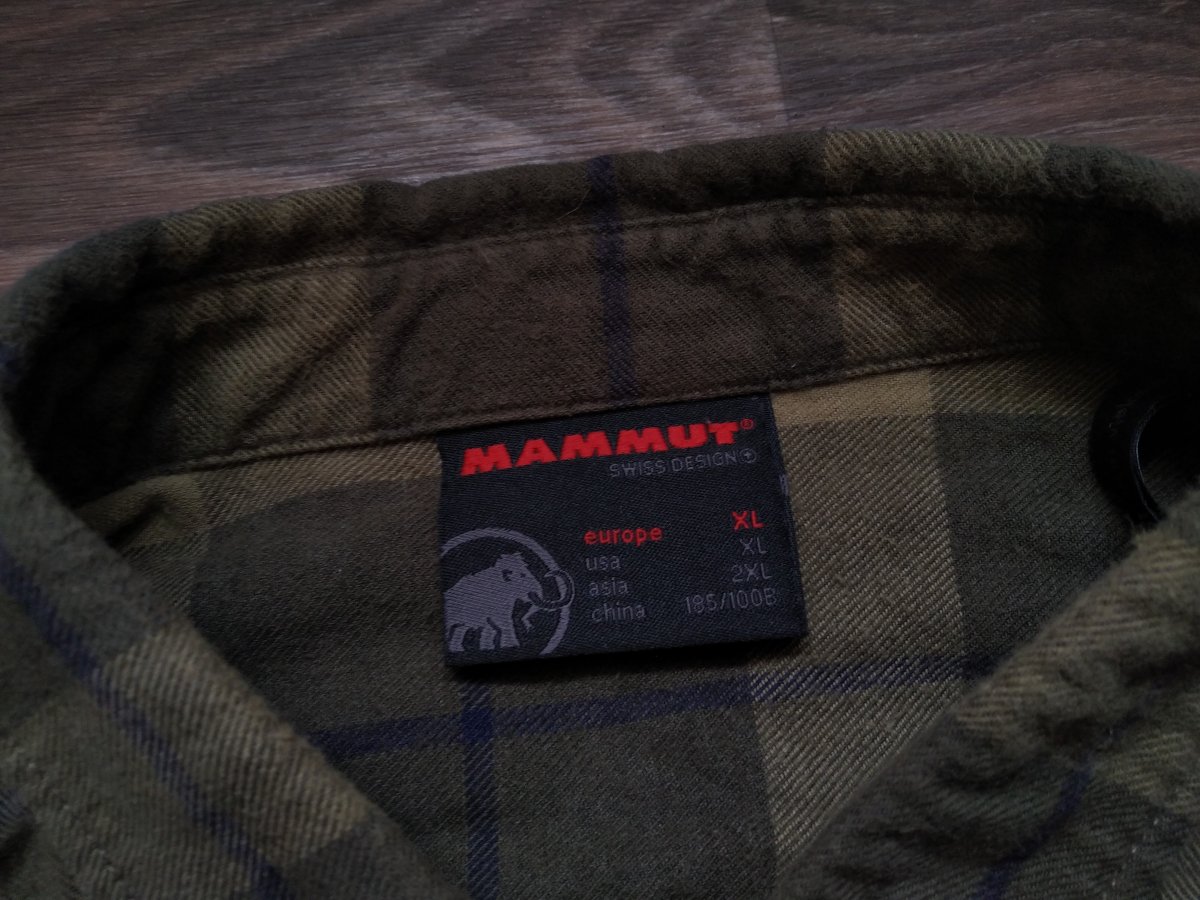 MAMMUT®
SWISS DESIGN
europe XL
usa XL
asia 2XL
china 185/100B